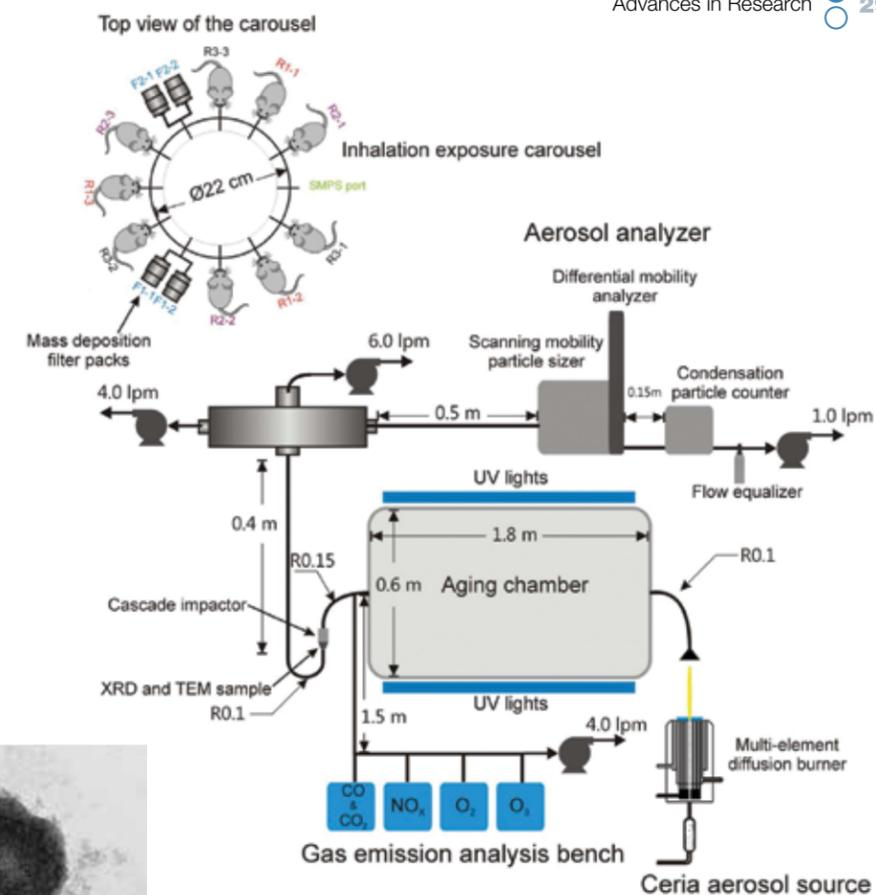 Advances in Research
Top view of the carousel
R3-3
F2-1 F2-2
R1-1
R2-3
R2-1
Inhalation exposure carousel
R1-3
Ø22 cm
SMPS port
R3-2
R3-1
F1-1 F1-2
R2-2
R1-2
Aerosol analyzer
Differential mobility
analyzer
Mass deposition
filter packs
6.0 lpm
Scanning mobility
particle sizer
Condensation
particle counter
0.15m
4.0 lpm
0.5 m
1.0 lpm
Flow equalizer
UV lights
0.4 m
1.8 m
R0.15
R0.1
0.6 m
Aging chamber
Cascade impactor
XRD and TEM sample
R0.1
UV lights
1.5 m
4.0 lpm
Multi-element
diffusion burner
CO
&
CO₂
NOₓ
O₂
O₃
Gas emission analysis bench
Ceria aerosol source